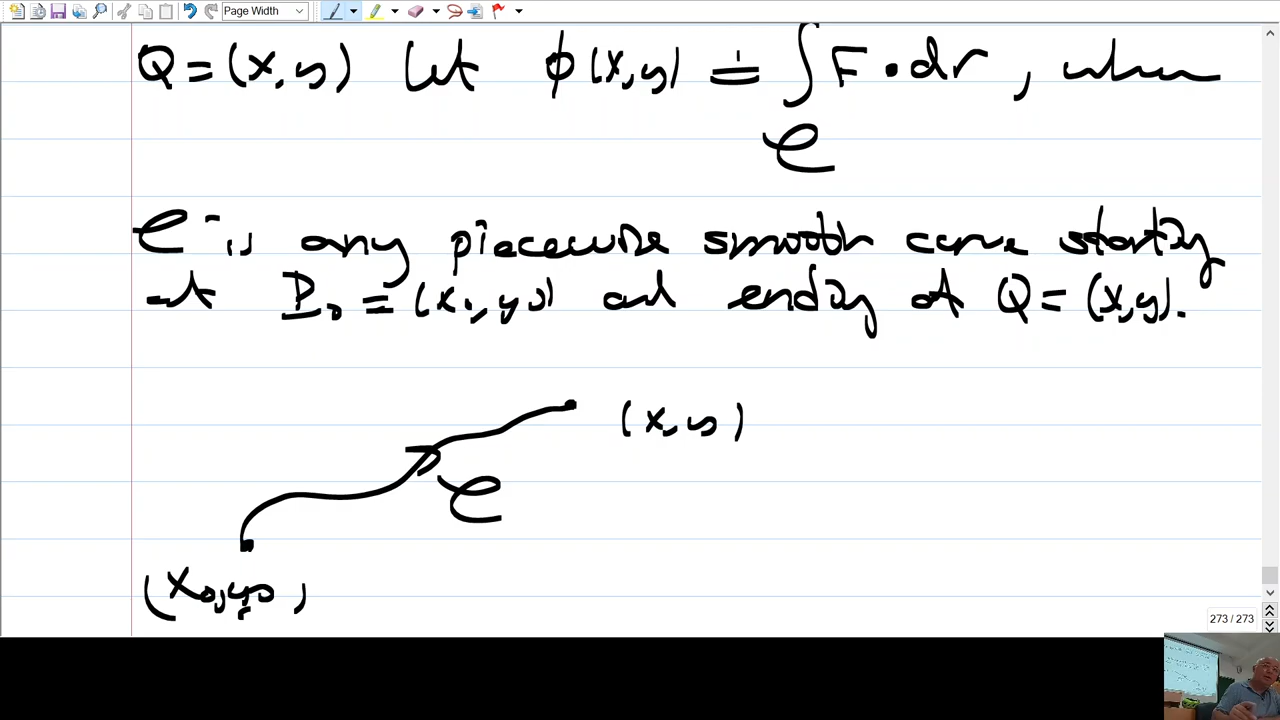 Page Width
Q = (x, y) Let ϕ(x, y) ≐ ∫ F • dr, where
C
C is any piecewise smooth curve starting
at P₀ = (x₀, y₀) and ending at Q = (x, y).
(x, y)
C
(x₀, y₀)
273 / 273